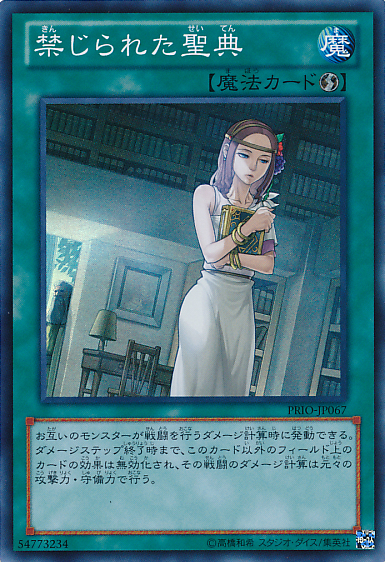 禁じられた聖典
魔
【魔法カード】
PRIO-JP067
お互いのモンスターが戦闘を行うダメージ計算時に発動できる。
ダメージステップ終了時まで、このカード以外のフィールド上の
カードの効果は無効化され、その戦闘のダメージ計算は元々の
攻撃力・守備力で行う。
54773234
©高橋和希 スタジオ・ダイス/集英社